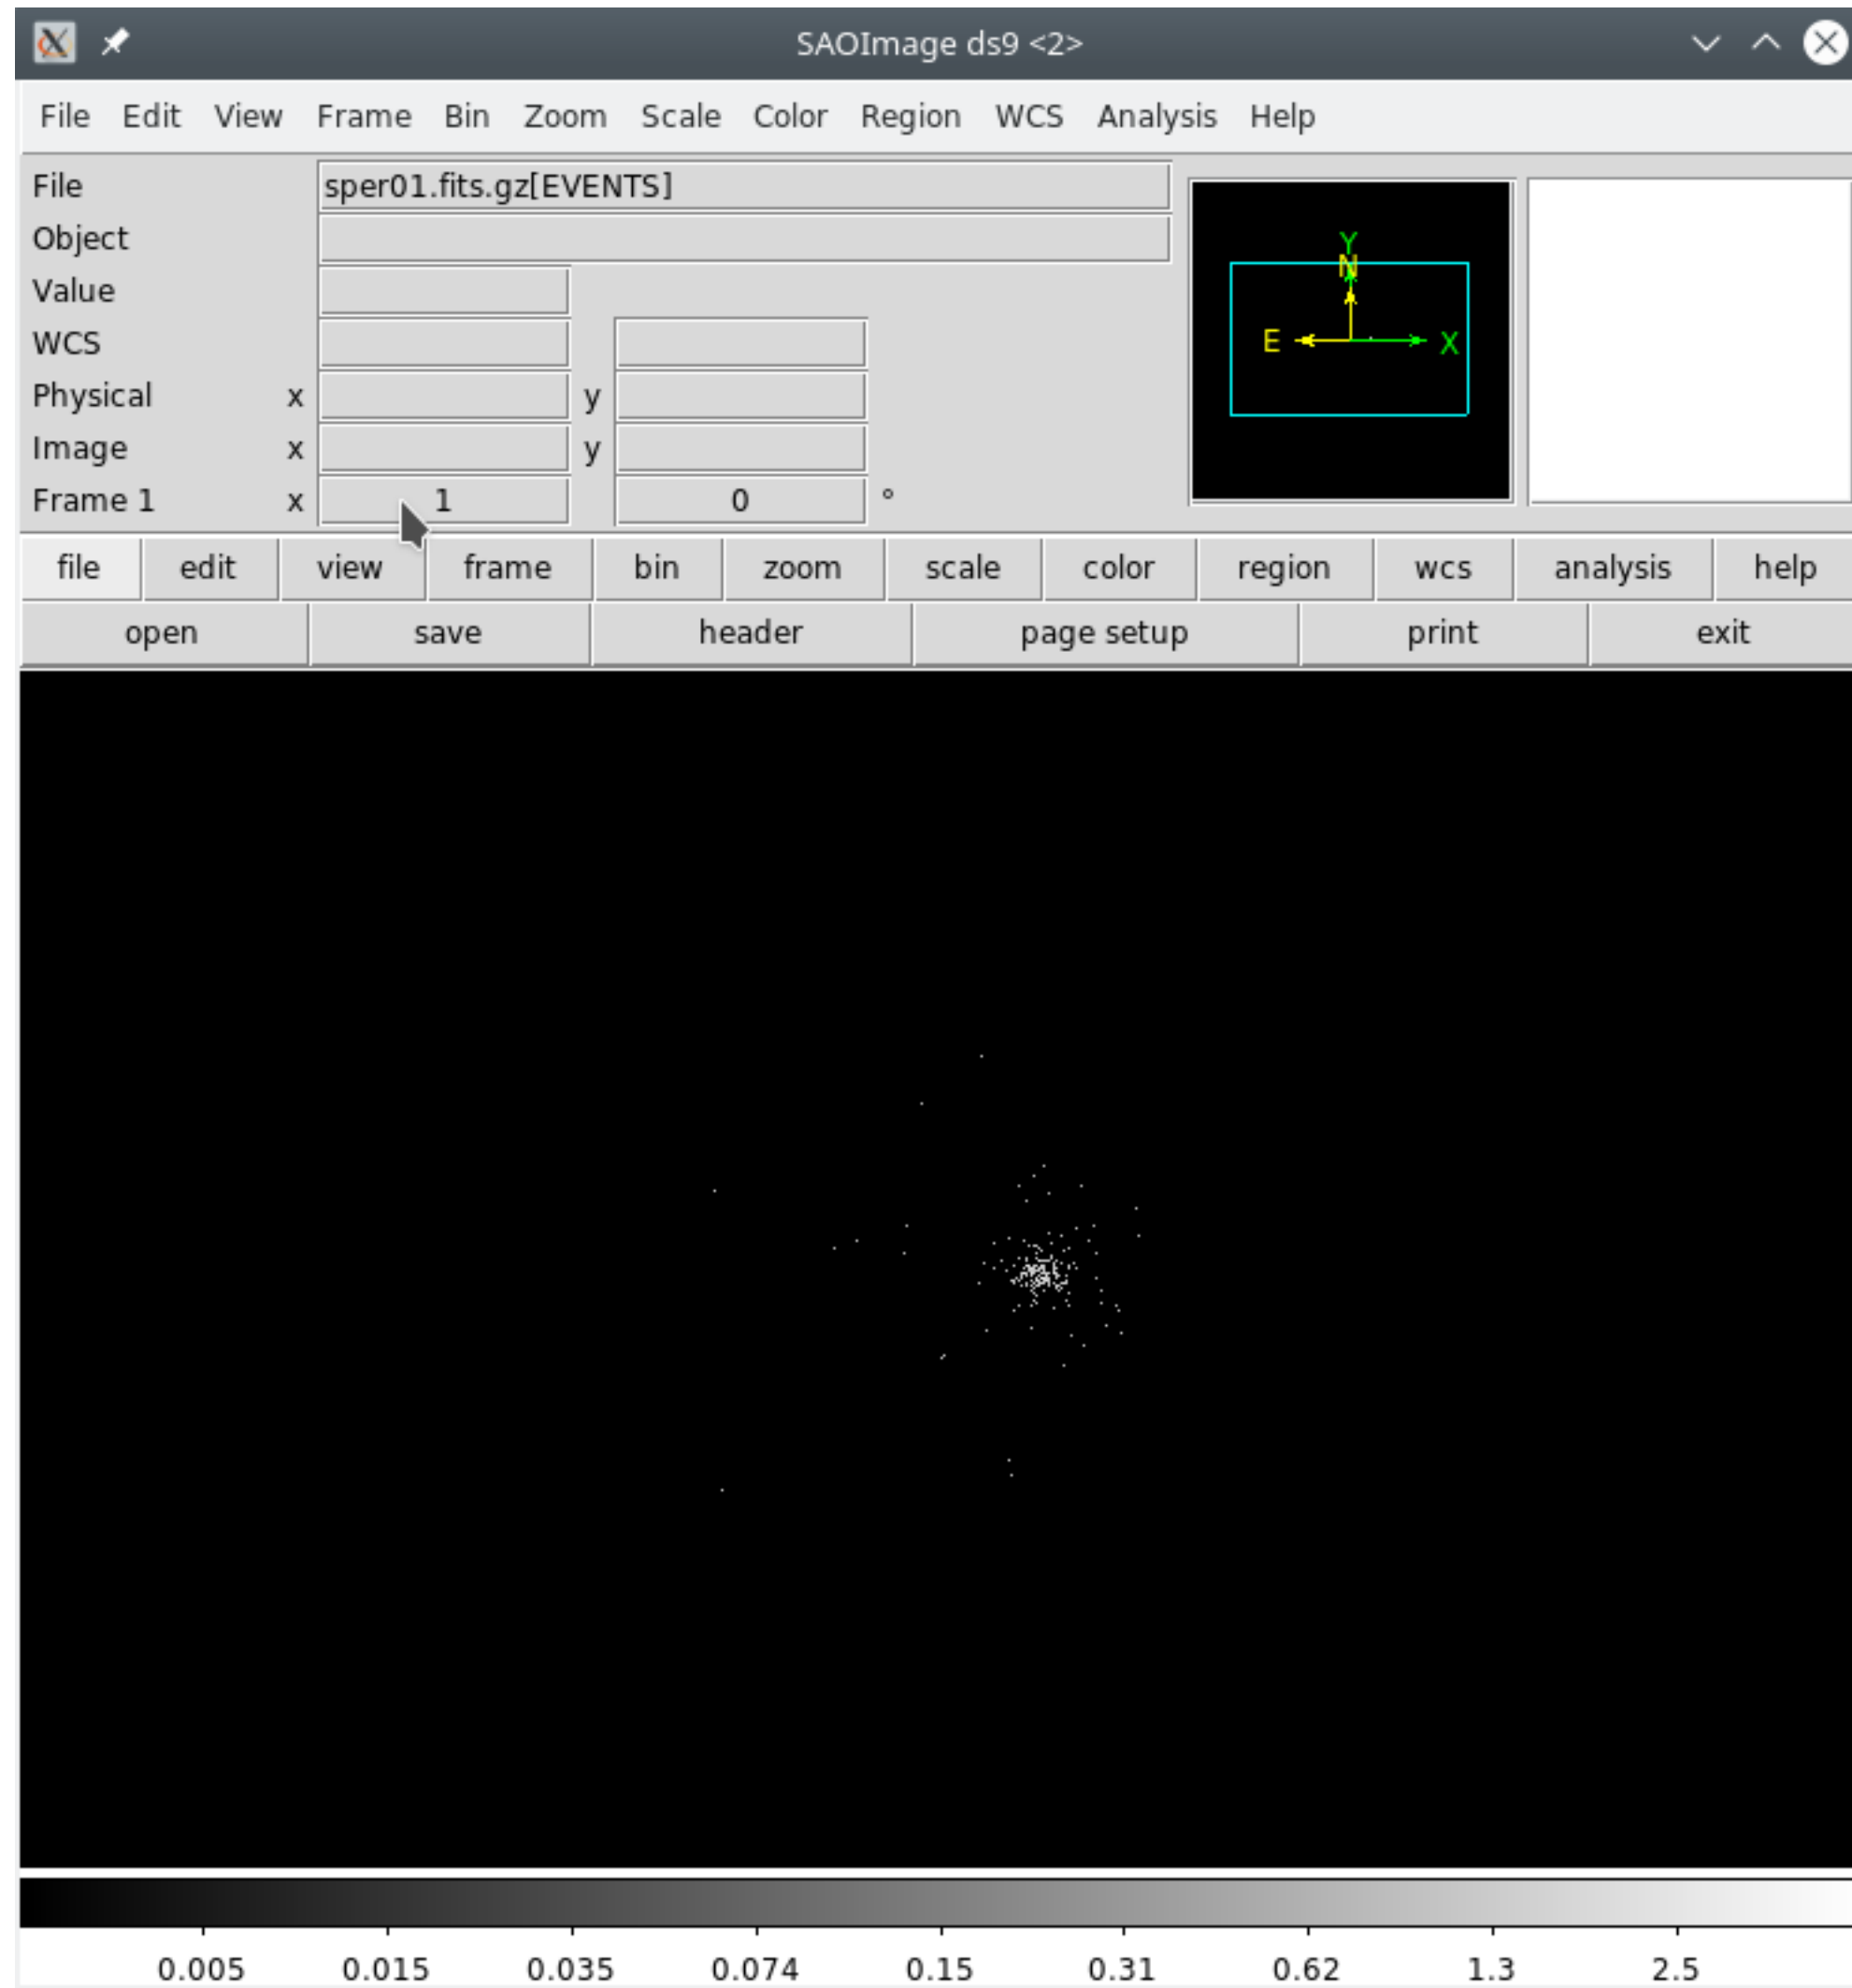 SAOImage ds9 <2>
File Edit View Frame Bin Zoom Scale Color Region WCS Analysis Help
File sper01.fits.gz[EVENTS]
Object
Value
WCS
Physical x y
Image x y
Frame 1 x 1 0 °
Y
N
E X
file edit view frame bin zoom scale color region wcs analysis help
open save header page setup print exit
0.005 0.015 0.035 0.074 0.15 0.31 0.62 1.3 2.5